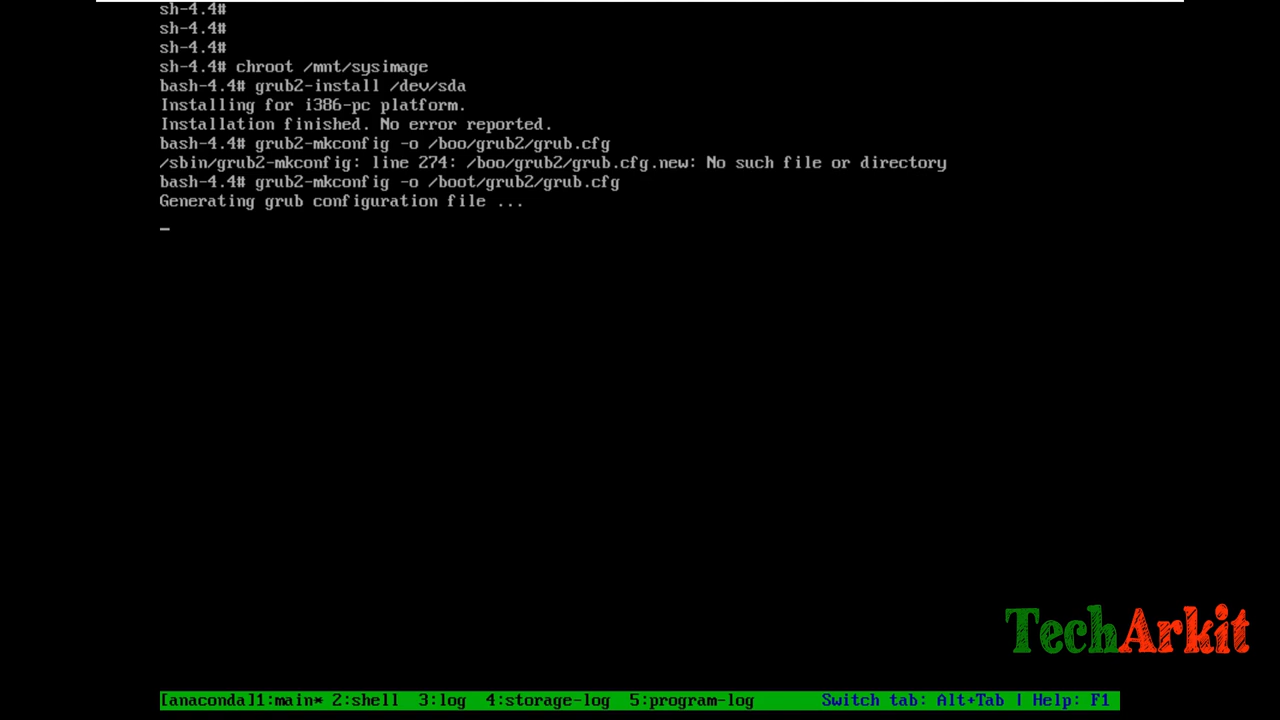 sh-4.4#
sh-4.4#
sh-4.4#
sh-4.4# chroot /mnt/sysimage
bash-4.4# grub2-install /dev/sda
Installing for i386-pc platform.
Installation finished. No error reported.
bash-4.4# grub2-mkconfig -o /boo/grub2/grub.cfg
/sbin/grub2-mkconfig: line 274: /boo/grub2/grub.cfg.new: No such file or directory
bash-4.4# grub2-mkconfig -o /boot/grub2/grub.cfg
Generating grub configuration file ...
_
TechArkit
[anaconda]1:main* 2:shell  3:log  4:storage-log  5:program-log       Switch tab: Alt+Tab | Help: F1